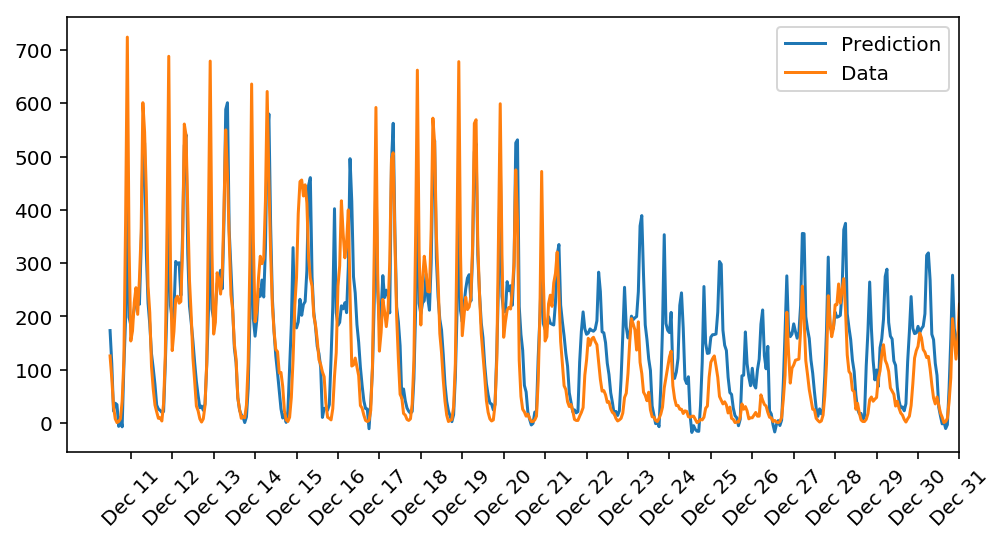 700
600
500
400
300
200
100
0
Prediction
Data
Dec 11
Dec 12
Dec 13
Dec 14
Dec 15
Dec 16
Dec 17
Dec 18
Dec 19
Dec 20
Dec 21
Dec 22
Dec 23
Dec 24
Dec 25
Dec 26
Dec 27
Dec 28
Dec 29
Dec 30
Dec 31